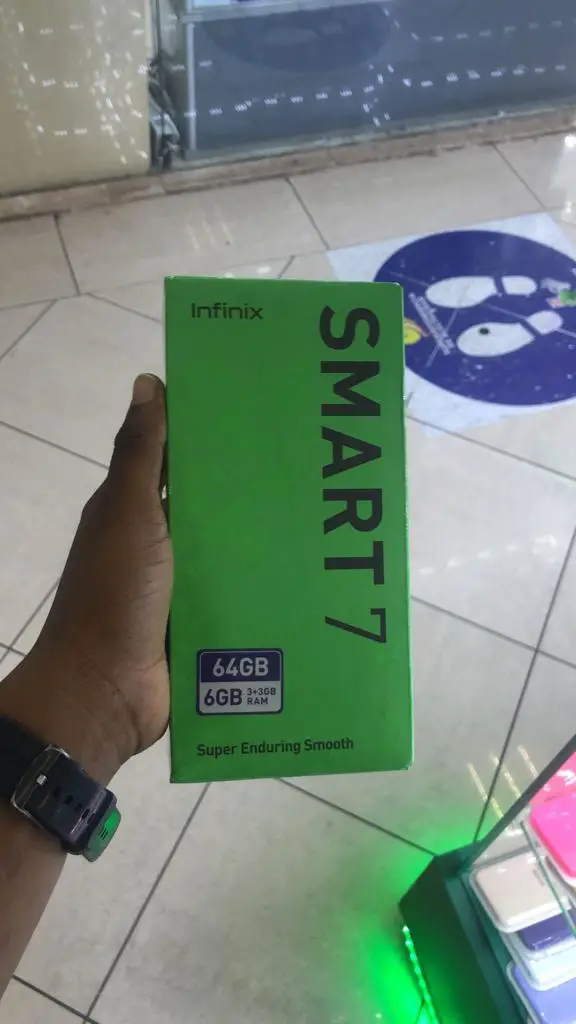 Infinix
SMART 7
64GB
6GB 3+3GB
RAM
Super Enduring Smooth